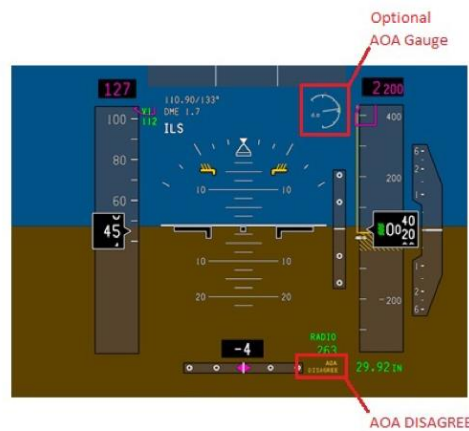 Optional
AOA Gauge
127
2 200
110.90/133°
DME 1.7
ILS
V1
112
100
80
60
45
400
200
-200
00
40
20
6
2
1
1
2
6
10
10
10
10
20
20
-4
RADIO
263
AOA
DISAGREE
29.92 IN
AOA DISAGREE